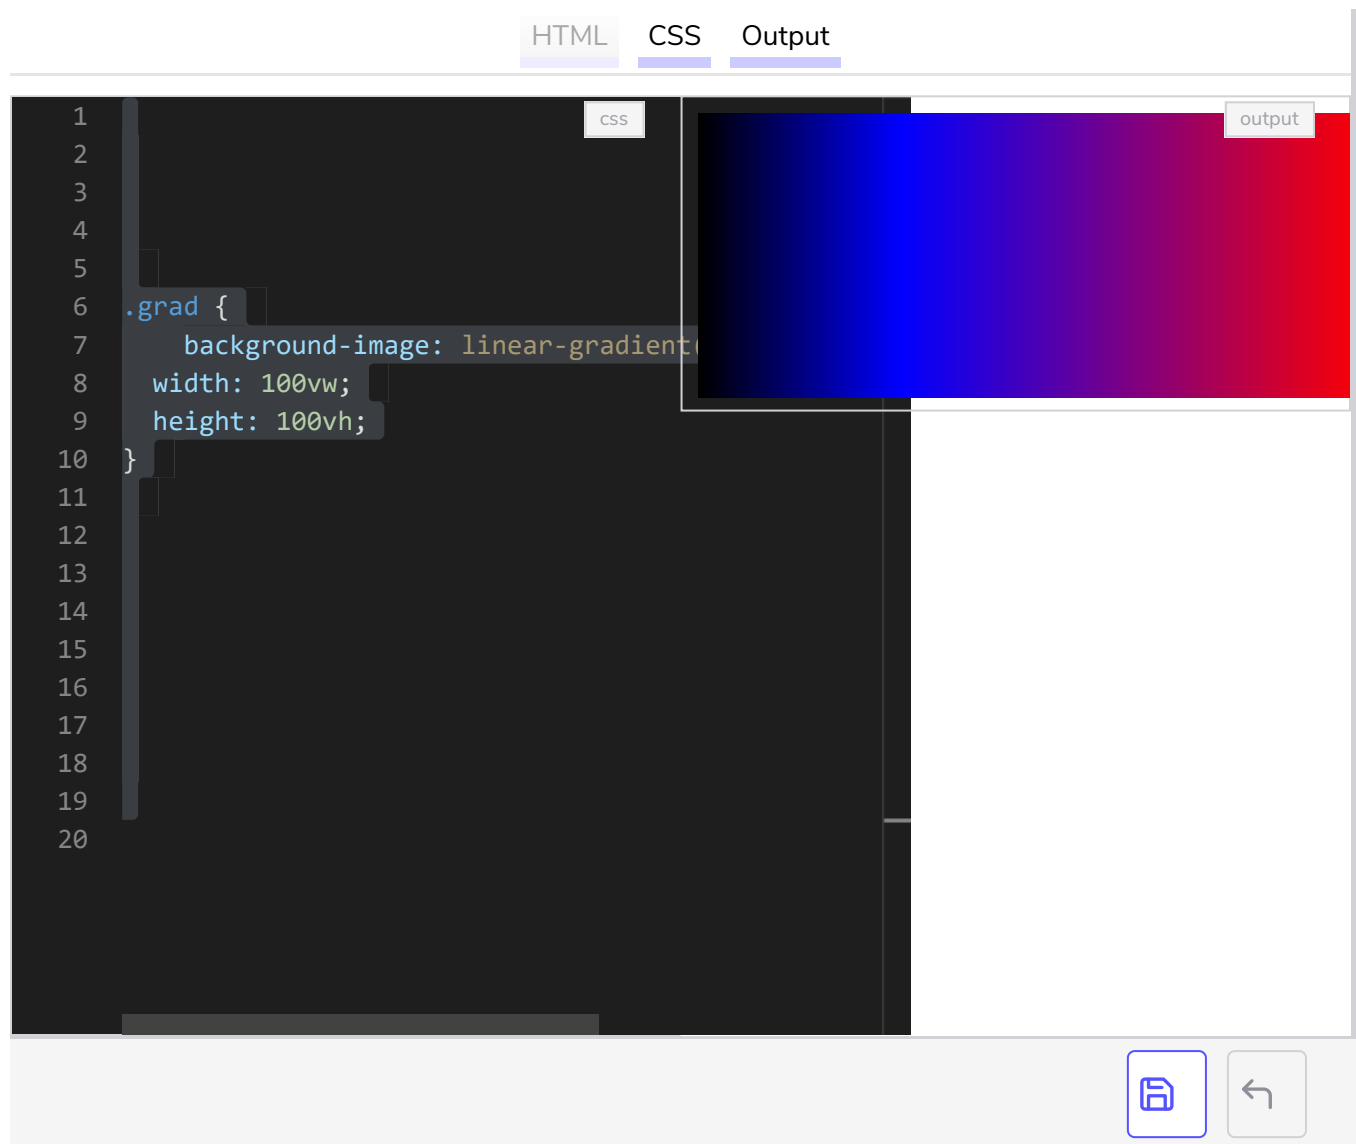 HTML CSS Output
css
output
1
2
3
4
5
6 .grad {
7 background-image: linear-gradient(
8 width: 100vw;
9 height: 100vh;
10 }
11
12
13
14
15
16
17
18
19
20